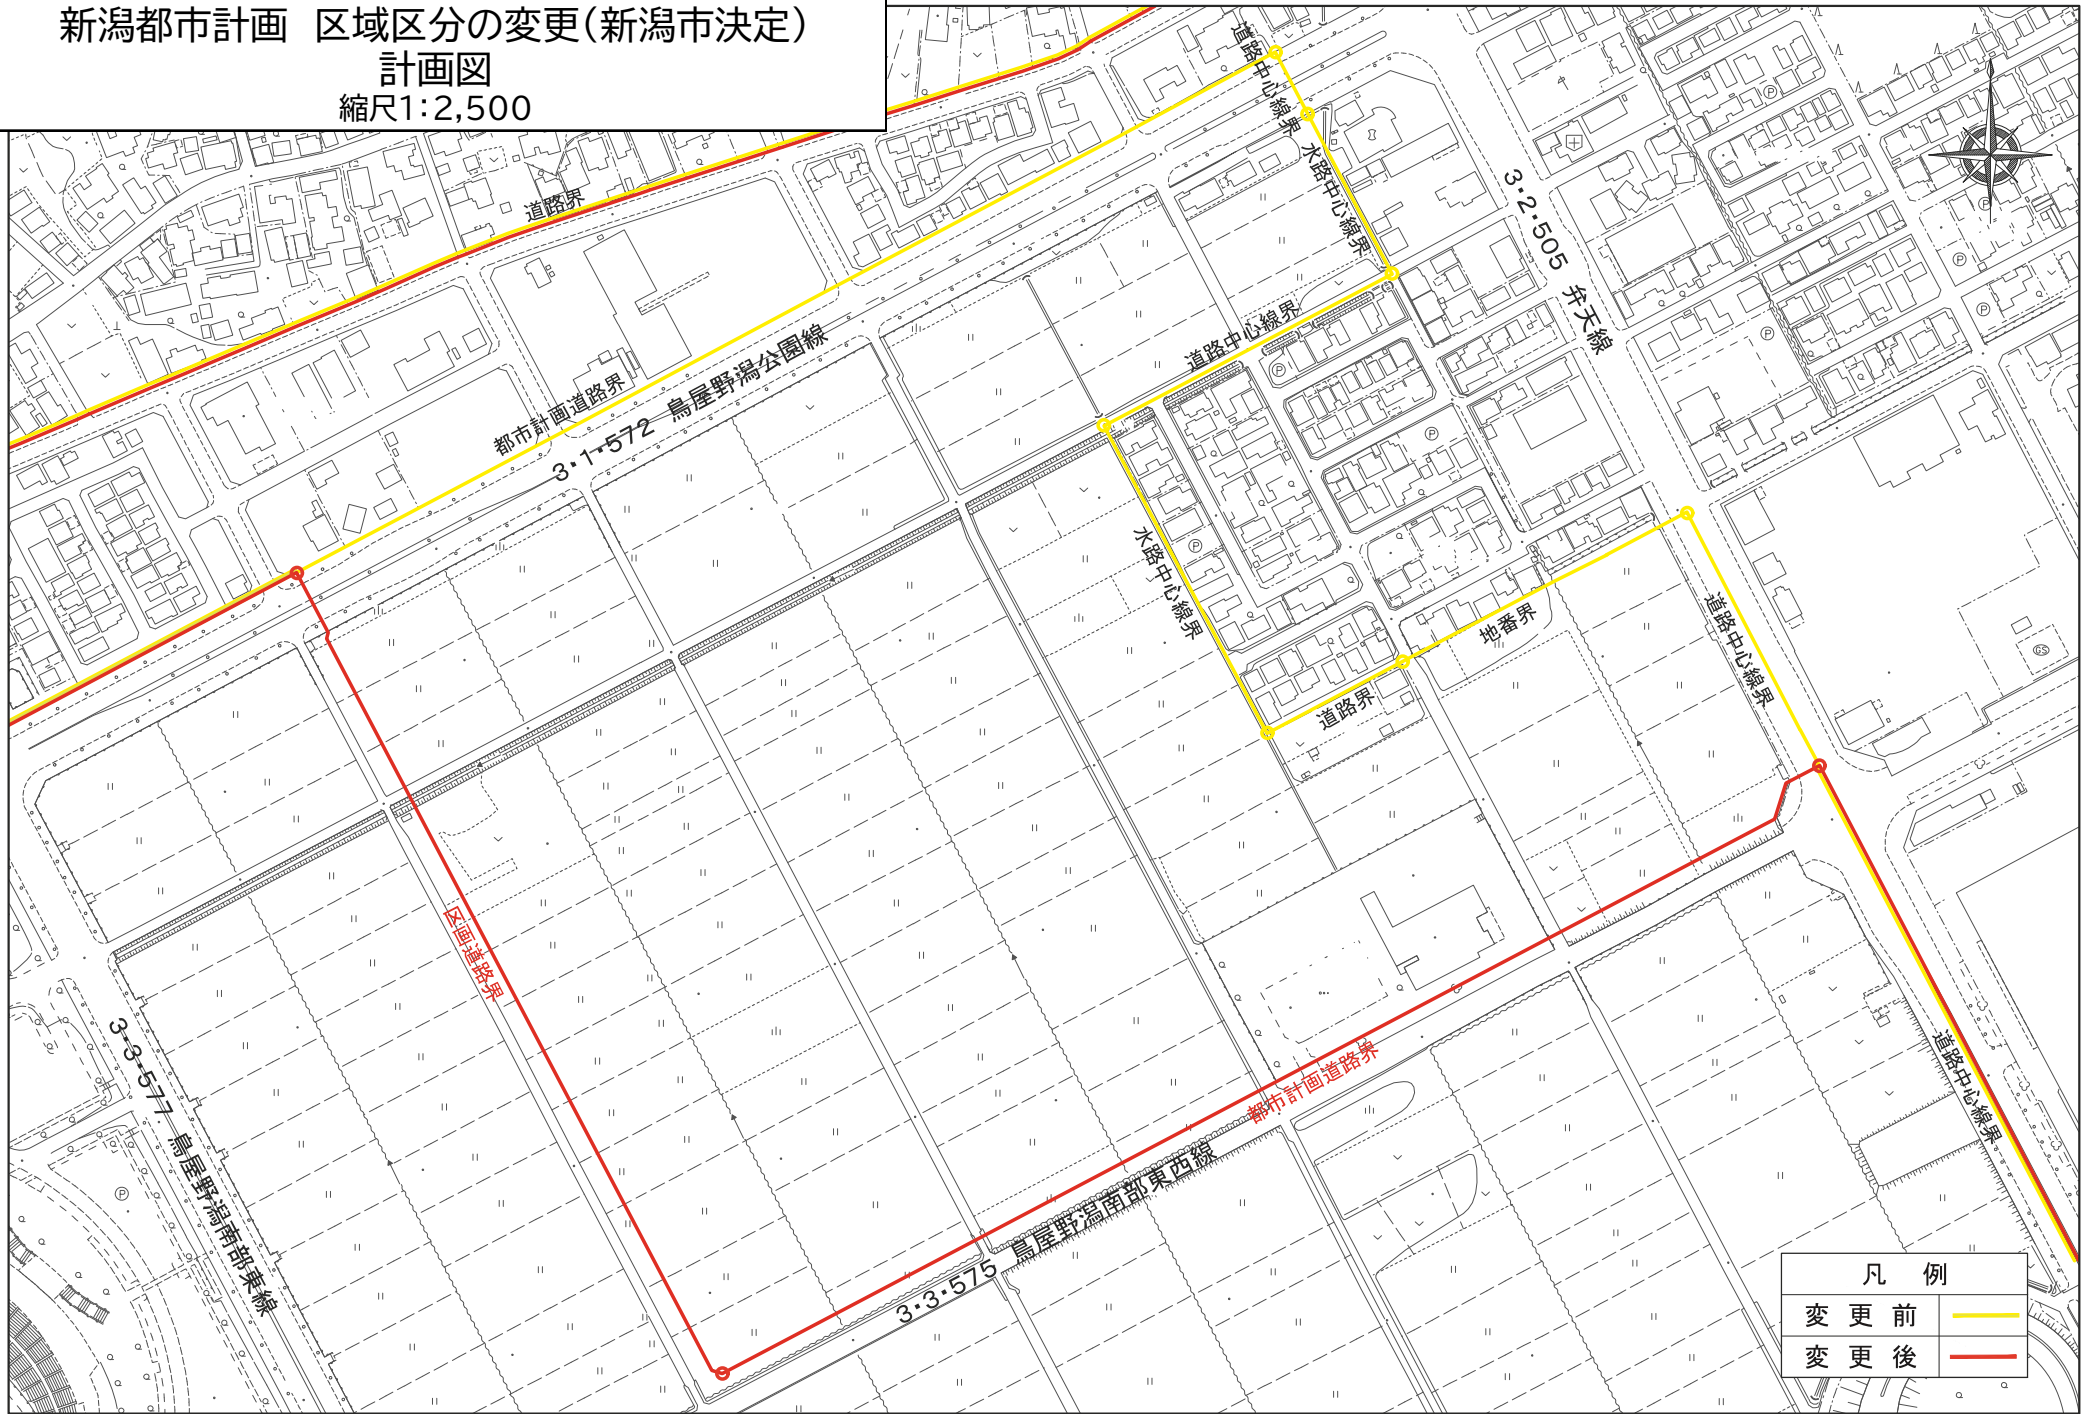 新潟都市計画　区域区分の変更（新潟市決定）
計画図
縮尺1：2,500
道路中心線界
水路中心線界
道路界
3・2・505　弁天線
道路中心線界
都市計画道路界
3・1・572　鳥屋野潟公園線
水路中心線界
地番界
道路界
道路中心線界
区画道路界
3・3・577　鳥屋野潟南部東線
都市計画道路界
3・3・575　鳥屋野潟南部東西線
道路中心線界
凡　例
変　更　前
変　更　後
P
P
P
P
P
P
P
P
GS